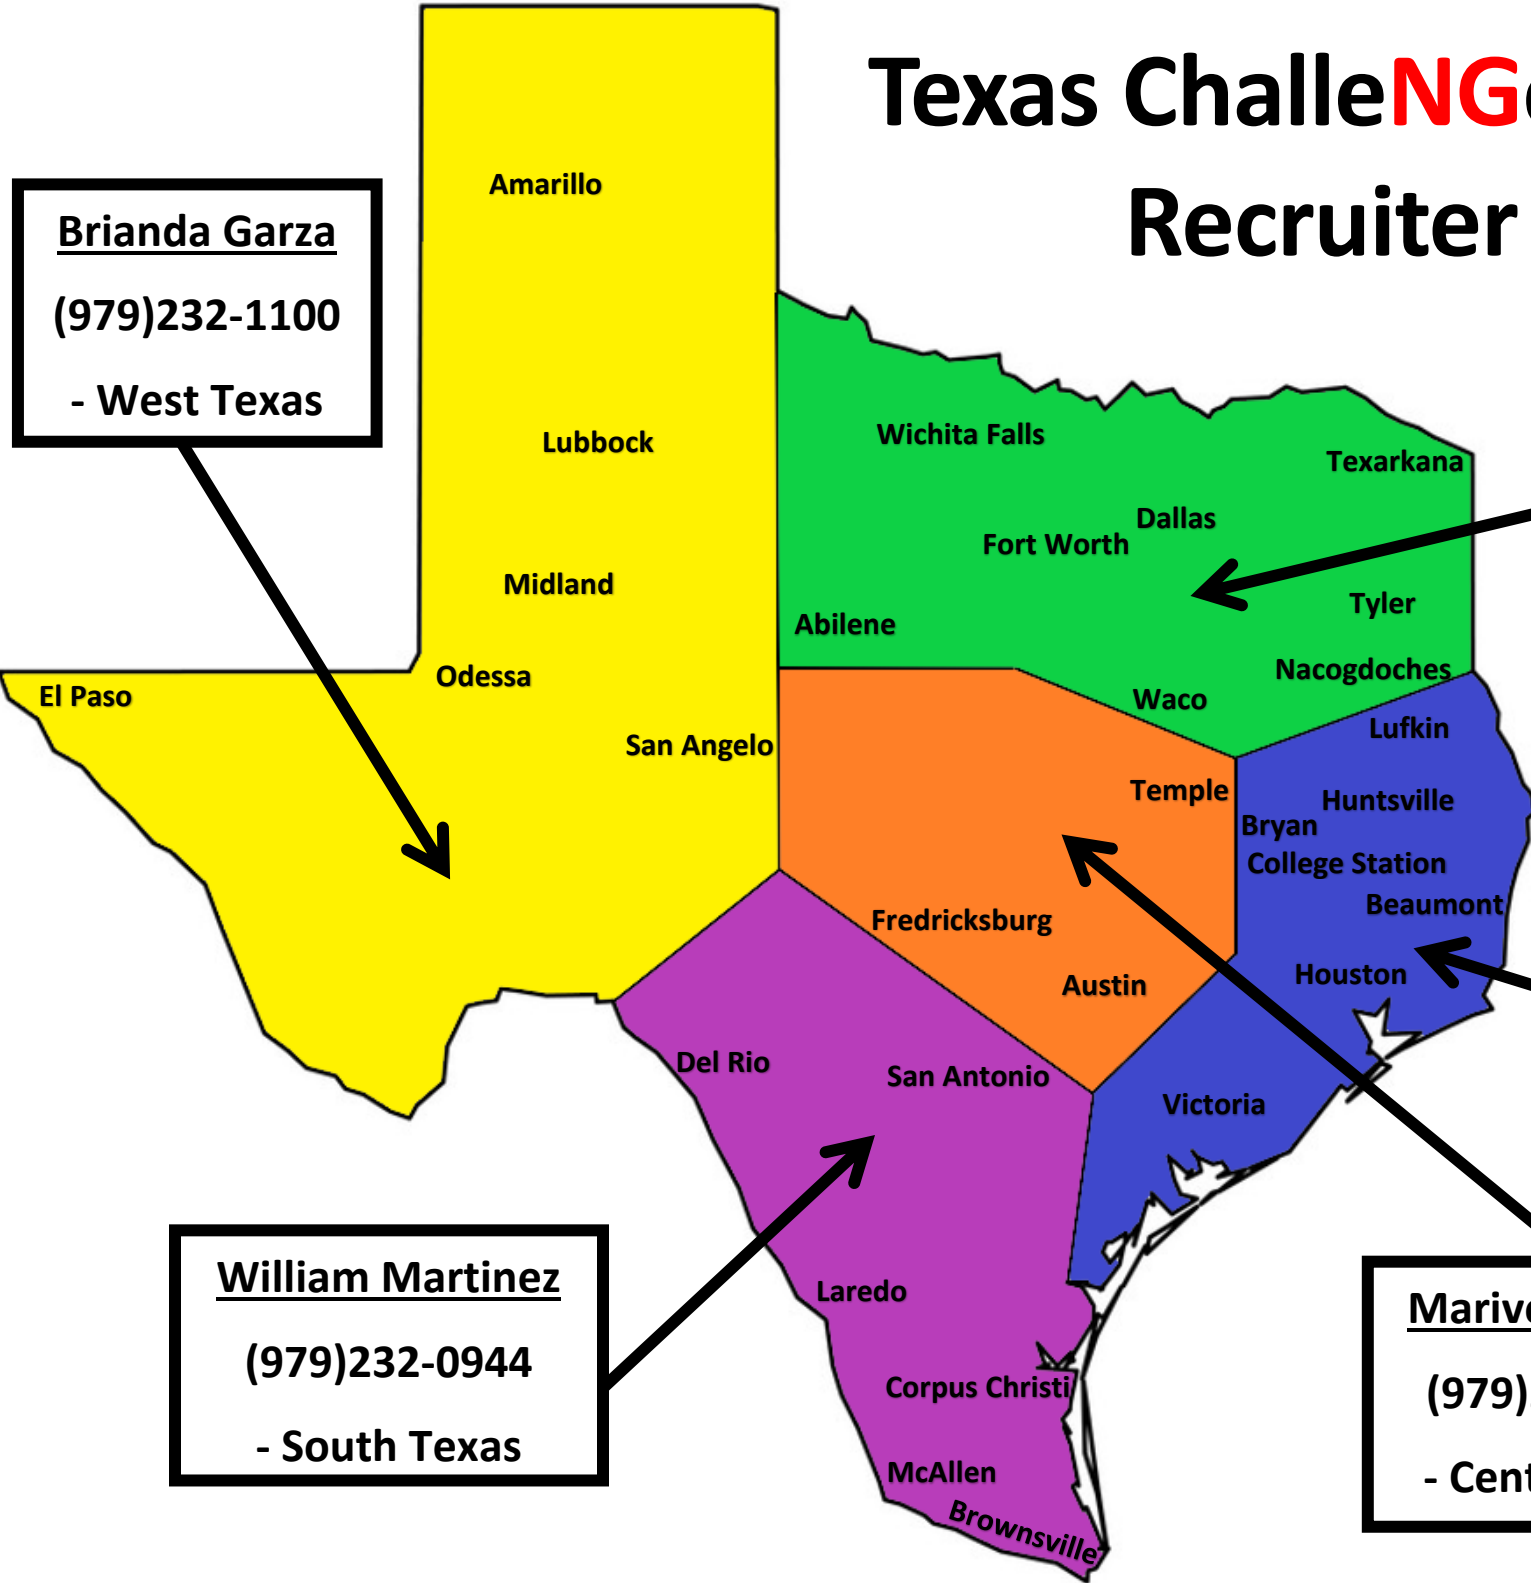 Texas ChalleNGe
Recruiter
Brianda Garza
(979)232-1100
- West Texas
Amarillo
Lubbock
Midland
Odessa
El Paso
San Angelo
Wichita Falls
Texarkana
Dallas
Fort Worth
Tyler
Abilene
Nacogdoches
Waco
Lufkin
Temple
Huntsville
Bryan
College Station
Beaumont
Fredricksburg
Houston
Austin
Del Rio
San Antonio
Victoria
Laredo
Corpus Christi
McAllen
Brownsville
William Martinez
(979)232-0944
- South Texas
(979)